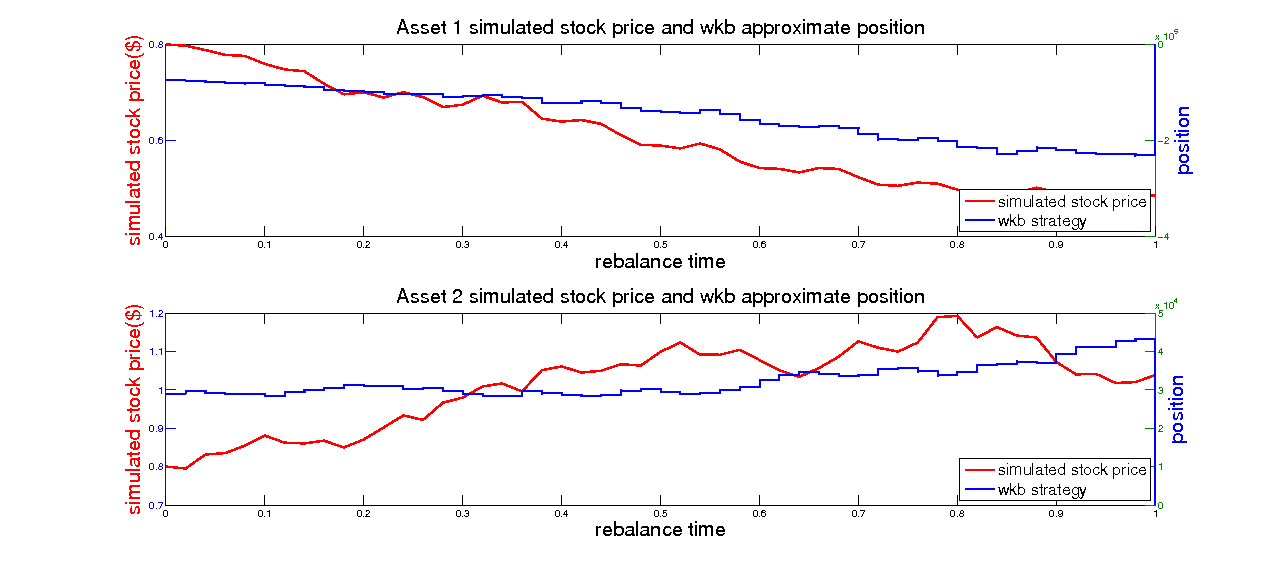 Asset 1 simulated stock price and wkb approximate position
x 10^5
0.8
0.6
0.4
simulated stock price($)
0
-2
-4
position
simulated stock price
wkb strategy
0 0.1 0.2 0.3 0.4 0.5 0.6 0.7 0.8 0.9 1
rebalance time
Asset 2 simulated stock price and wkb approximate position
x 10^4
1.2
1.1
1
0.9
0.8
0.7
simulated stock price($)
5
4
3
2
1
0
position
simulated stock price
wkb strategy
0 0.1 0.2 0.3 0.4 0.5 0.6 0.7 0.8 0.9 1
rebalance time